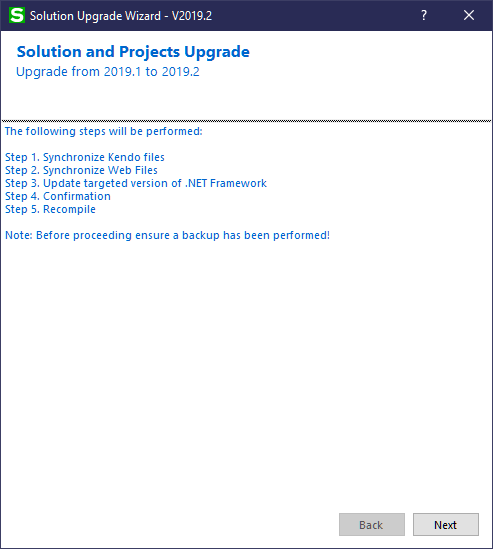 S Solution Upgrade Wizard - V2019.2 ?
Solution and Projects Upgrade
Upgrade from 2019.1 to 2019.2
The following steps will be performed:
Step 1. Synchronize Kendo files
Step 2. Synchronize Web Files
Step 3. Update targeted version of .NET Framework
Step 4. Confirmation
Step 5. Recompile
Note: Before proceeding ensure a backup has been performed!
Back Next